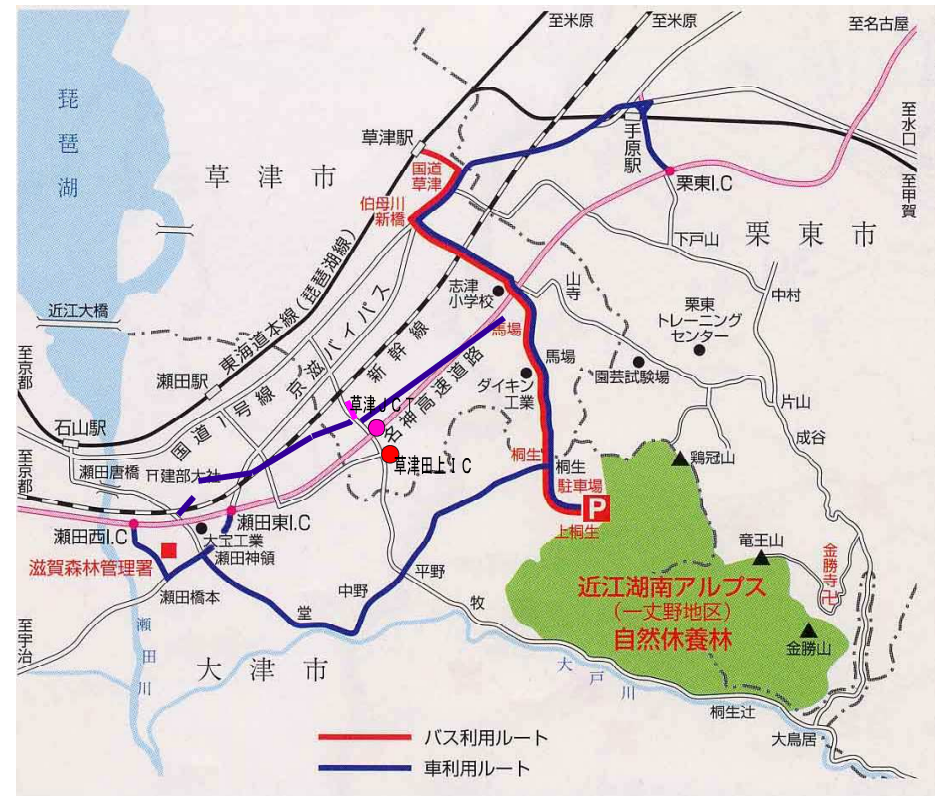 至米原
至米原
至名古屋
琵琶湖
草津駅
手原駅
至水口
草津市
国道
草津
栗東I.C
至甲賀
伯母川
新橋
下戸山
栗東市
東海道本線(琵琶湖線)
志津
小学校
山寺
中村
近江大橋
京滋バイパス
新幹線
馬場
栗東
トレーニング
センター
至京都
瀬田駅
馬場
ダイキン
工業
園芸試験場
国道1号線
草津JCT
名神高速道路
片山
石山駅
成谷
至京都
瀬田唐橋
建部大社
草津田上IC
桐生
桐生
鶏冠山
駐車場
P
瀬田西I.C
瀬田東I.C
上桐生
大宝工業
瀬田神領
竜王山
金勝寺
卍
滋賀森林管理署
平野
近江湖南アルプス
(一丈野地区)
自然休養林
瀬田橋本
中野
牧
堂
至宇治
瀬田川
金勝山
大津市
大戸川
桐生辻
大鳥居
バス利用ルート
車利用ルート